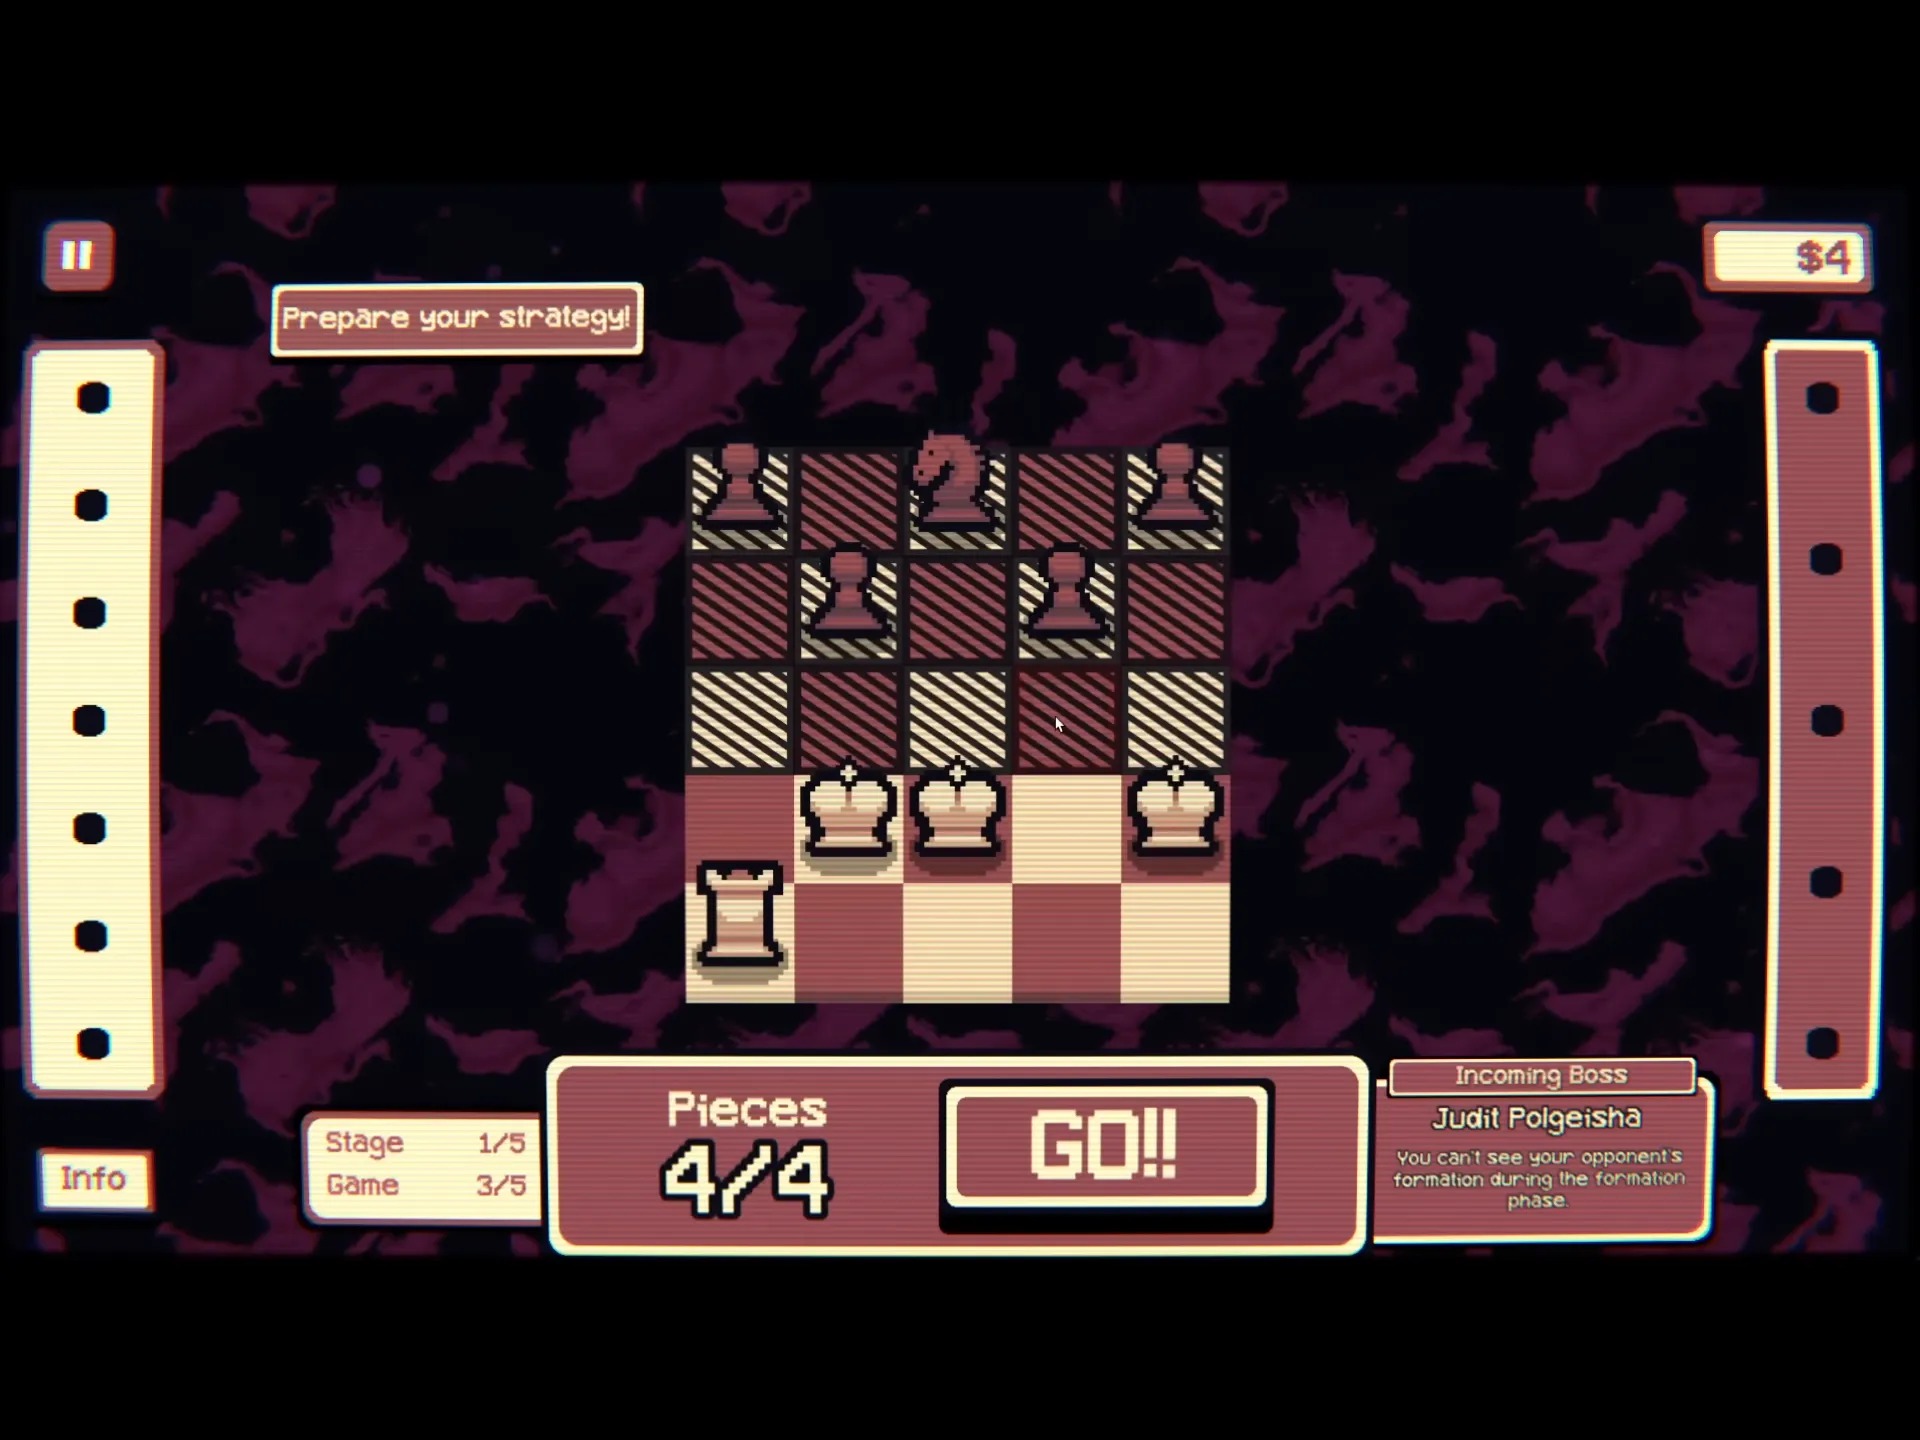 $4
Prepare your strategy!
Pieces
4/4
GO!!
Stage 1/5
Game 3/5
Info
Incoming Boss
Judit Polgeisha
You can't see your opponent's
formation during the formation
phase.